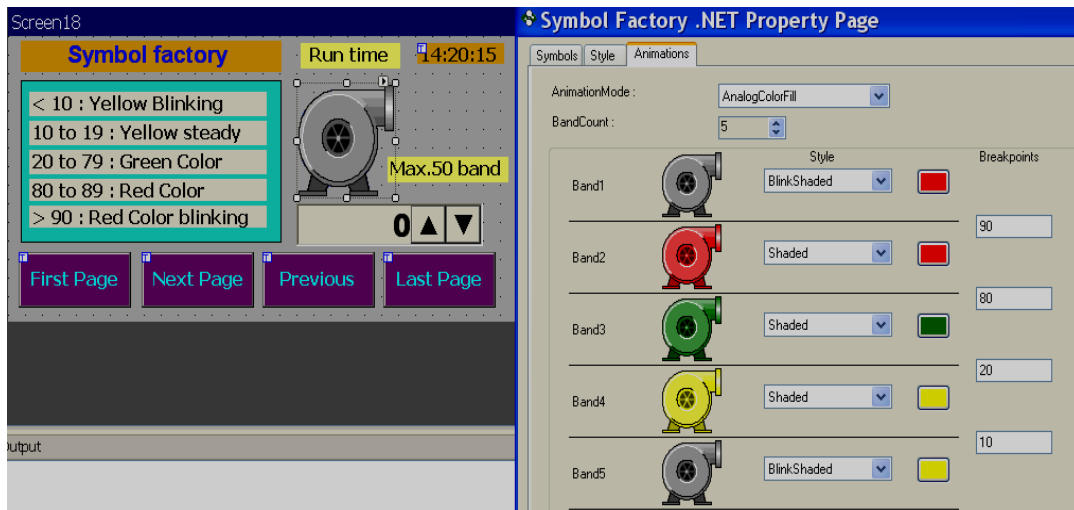 Screen18
Symbol factory
Run time
14:20:15
< 10 : Yellow Blinking
10 to 19 : Yellow steady
20 to 79 : Green Color
80 to 89 : Red Color
> 90 : Red Color blinking
Max.50 band
0
First Page
Next Page
Previous
Last Page
Symbol Factory .NET Property Page
Symbols
Style
Animations
AnimationMode :
AnalogColorFill
BandCount :
5
Style
Breakpoints
Band1
BlinkShaded
90
Band2
Shaded
80
Band3
Shaded
20
Band4
Shaded
10
Band5
BlinkShaded